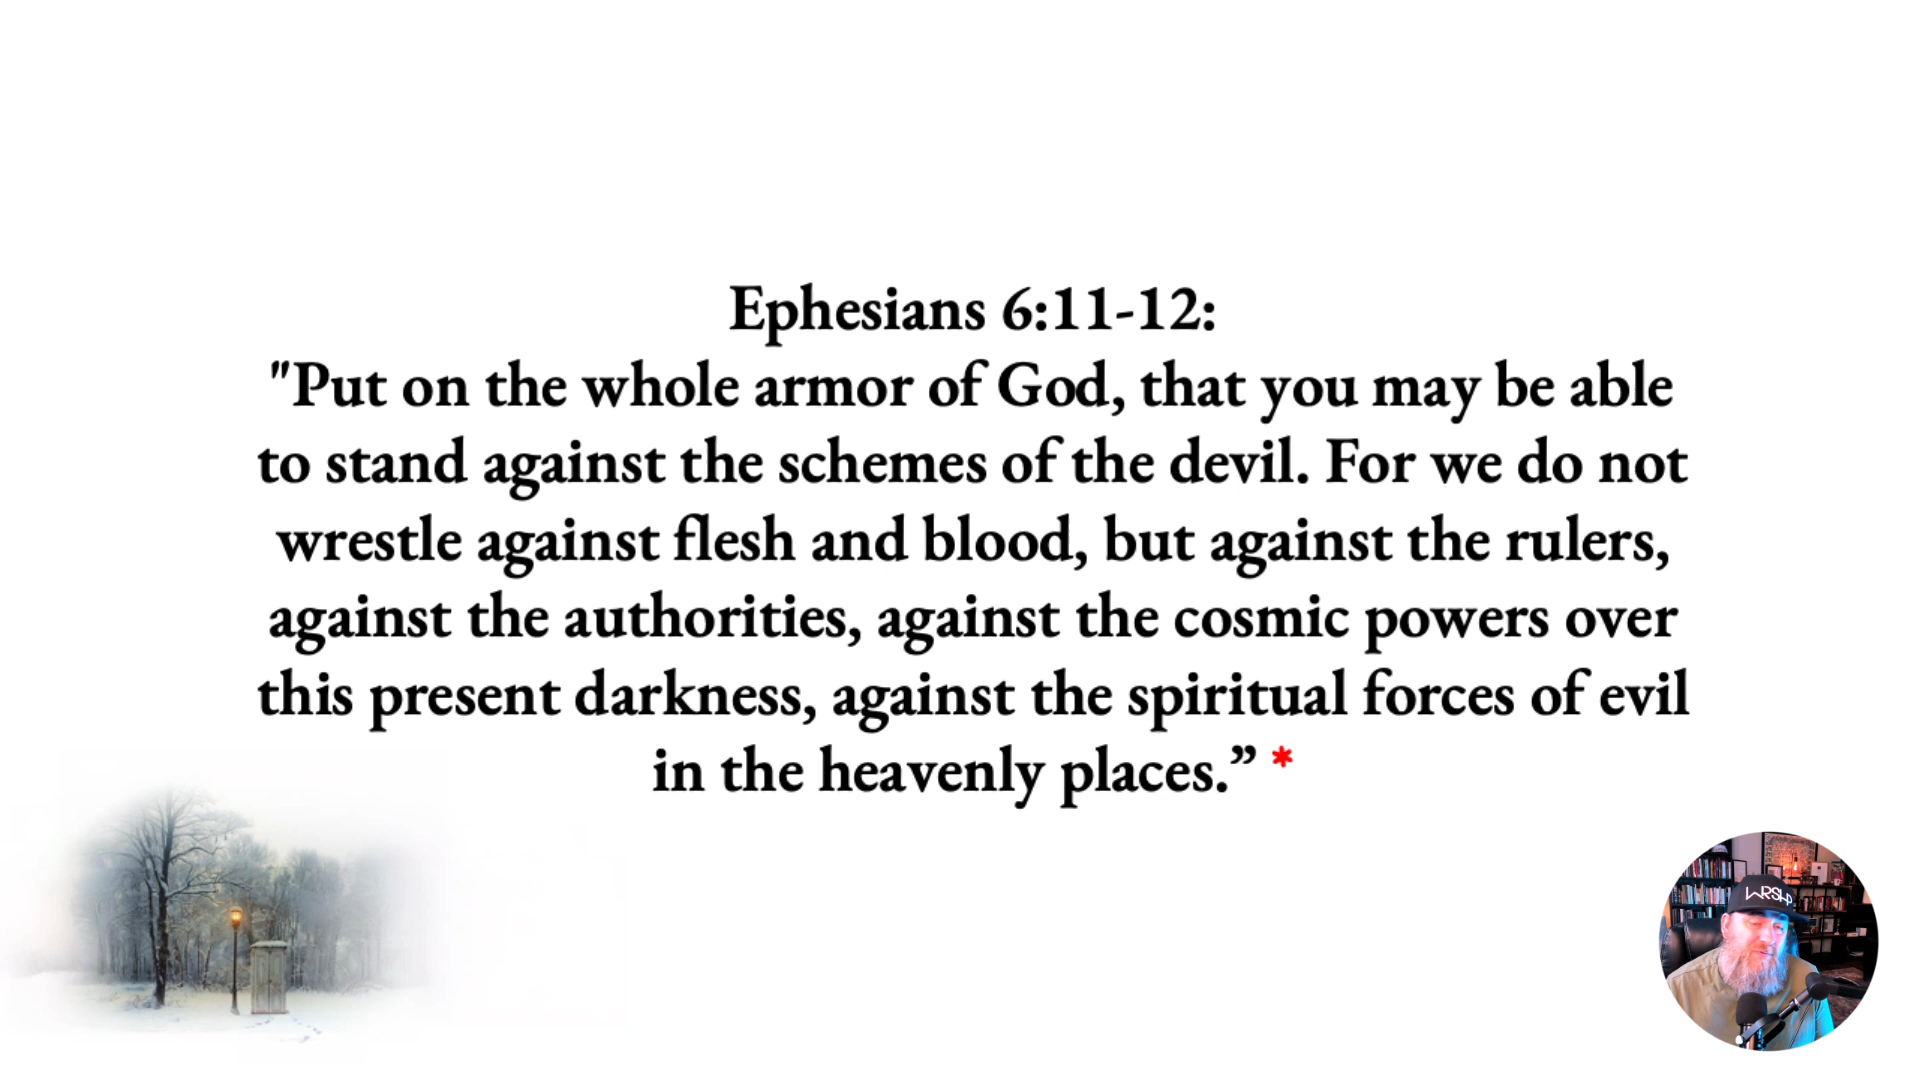 Ephesians 6:11-12:
"Put on the whole armor of God, that you may be able
to stand against the schemes of the devil. For we do not
wrestle against flesh and blood, but against the rulers,
against the authorities, against the cosmic powers over
this present darkness, against the spiritual forces of evil
in the heavenly places.” *
WRSHP